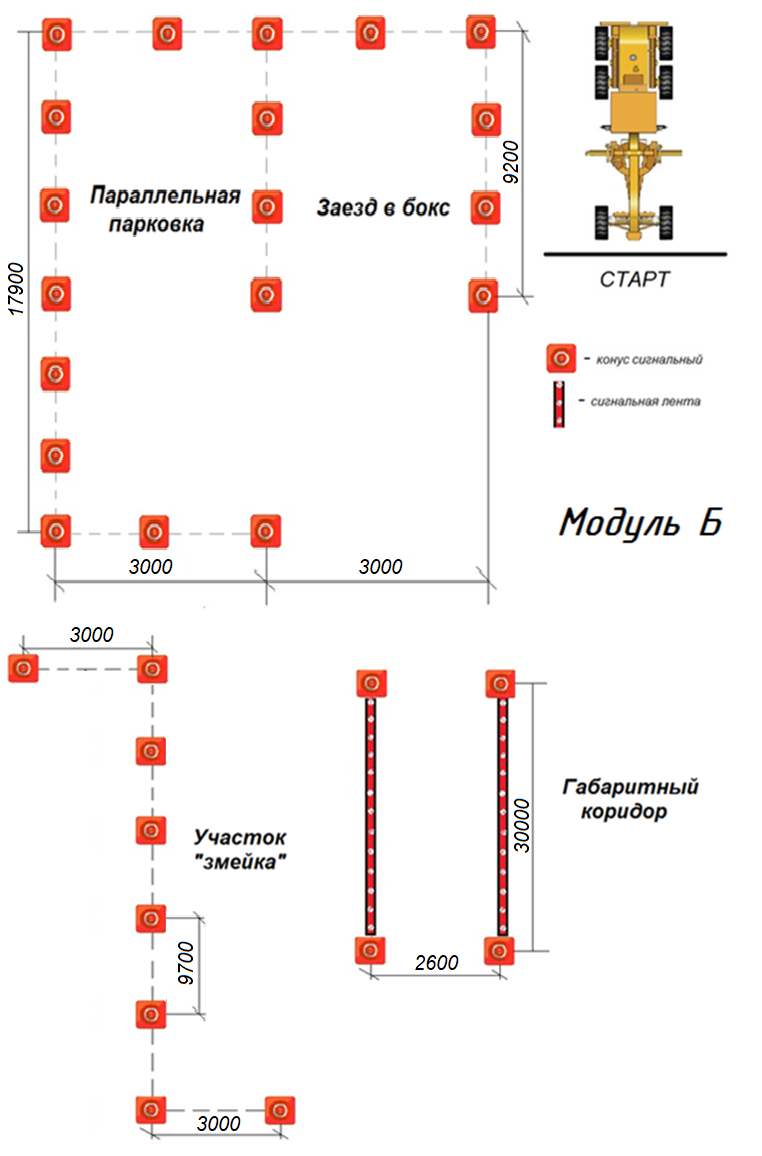 17900
Параллельная
парковка
Заезд в бокс
9200
СТАРТ
- конус сигнальный
- сигнальная лента
Модуль Б
3000
3000
3000
Участок
"змейка"
9700
3000
Габаритный
коридор
30000
2600